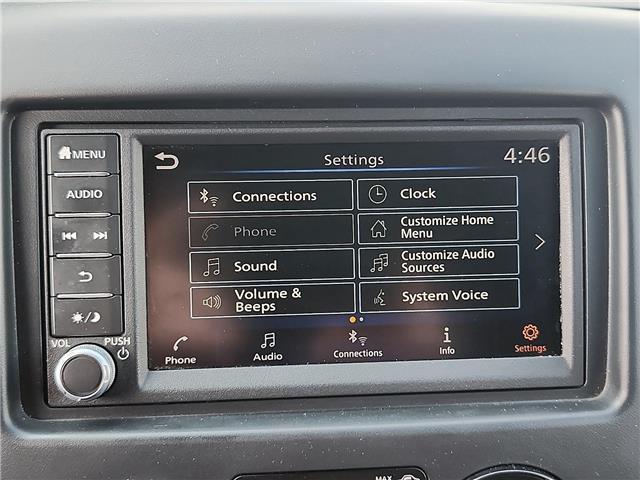 MENU
AUDIO
VOL
PUSH
Settings
4:46
Connections
Clock
Phone
Customize Home
Menu
Sound
Customize Audio
Sources
Volume &
Beeps
System Voice
Phone
Audio
Connections
Info
Settings
MAX